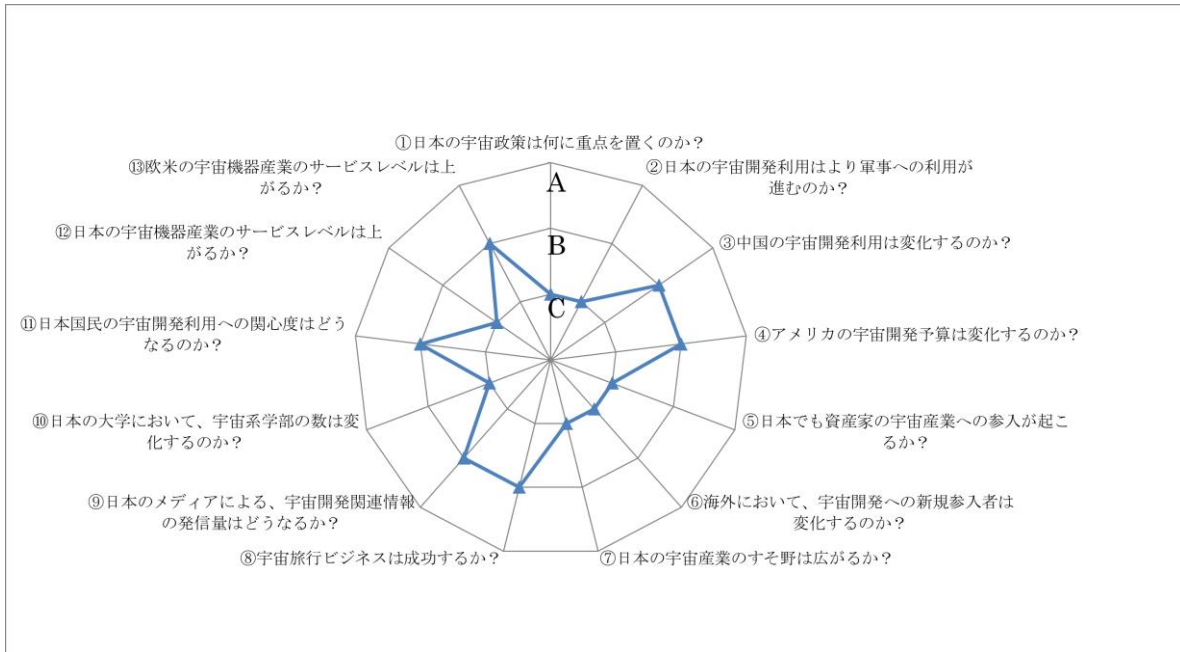 ①日本の宇宙政策は何に重点を置くのか？
②日本の宇宙開発利用はより軍事への利用が
進むのか？
③中国の宇宙開発利用は変化するのか？
④アメリカの宇宙開発予算は変化するのか？
⑤日本でも資産家の宇宙産業への参入が起こ
るか？
⑥海外において、宇宙開発への新規参入者は
変化するのか？
⑦日本の宇宙産業のすそ野は広がるか？
⑧宇宙旅行ビジネスは成功するか？
⑨日本のメディアによる、宇宙開発関連情報
の発信量はどうなるか？
⑩日本の大学において、宇宙系学部の数は変
化するのか？
⑪日本国民の宇宙開発利用への関心度はどう
なるのか？
⑫日本の宇宙機器産業のサービスレベルは上
がるか？
⑬欧米の宇宙機器産業のサービスレベルは上
がるか？
A
B
C